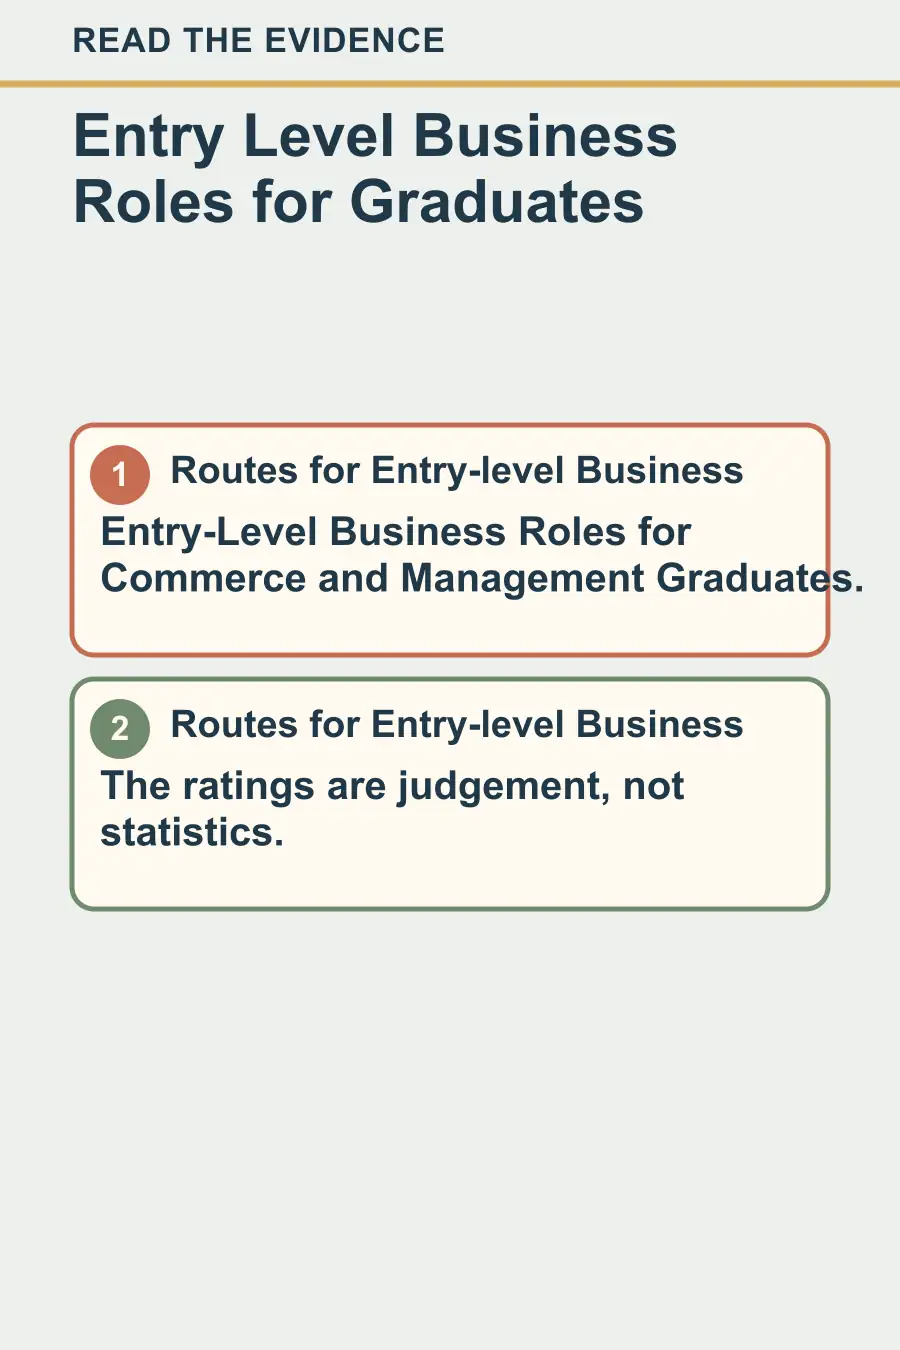 READ THE EVIDENCE
Entry Level Business
Roles for Graduates
1 Routes for Entry-level Business
Entry-Level Business Roles for
Commerce and Management Graduates.
2 Routes for Entry-level Business
The ratings are judgement, not
statistics.